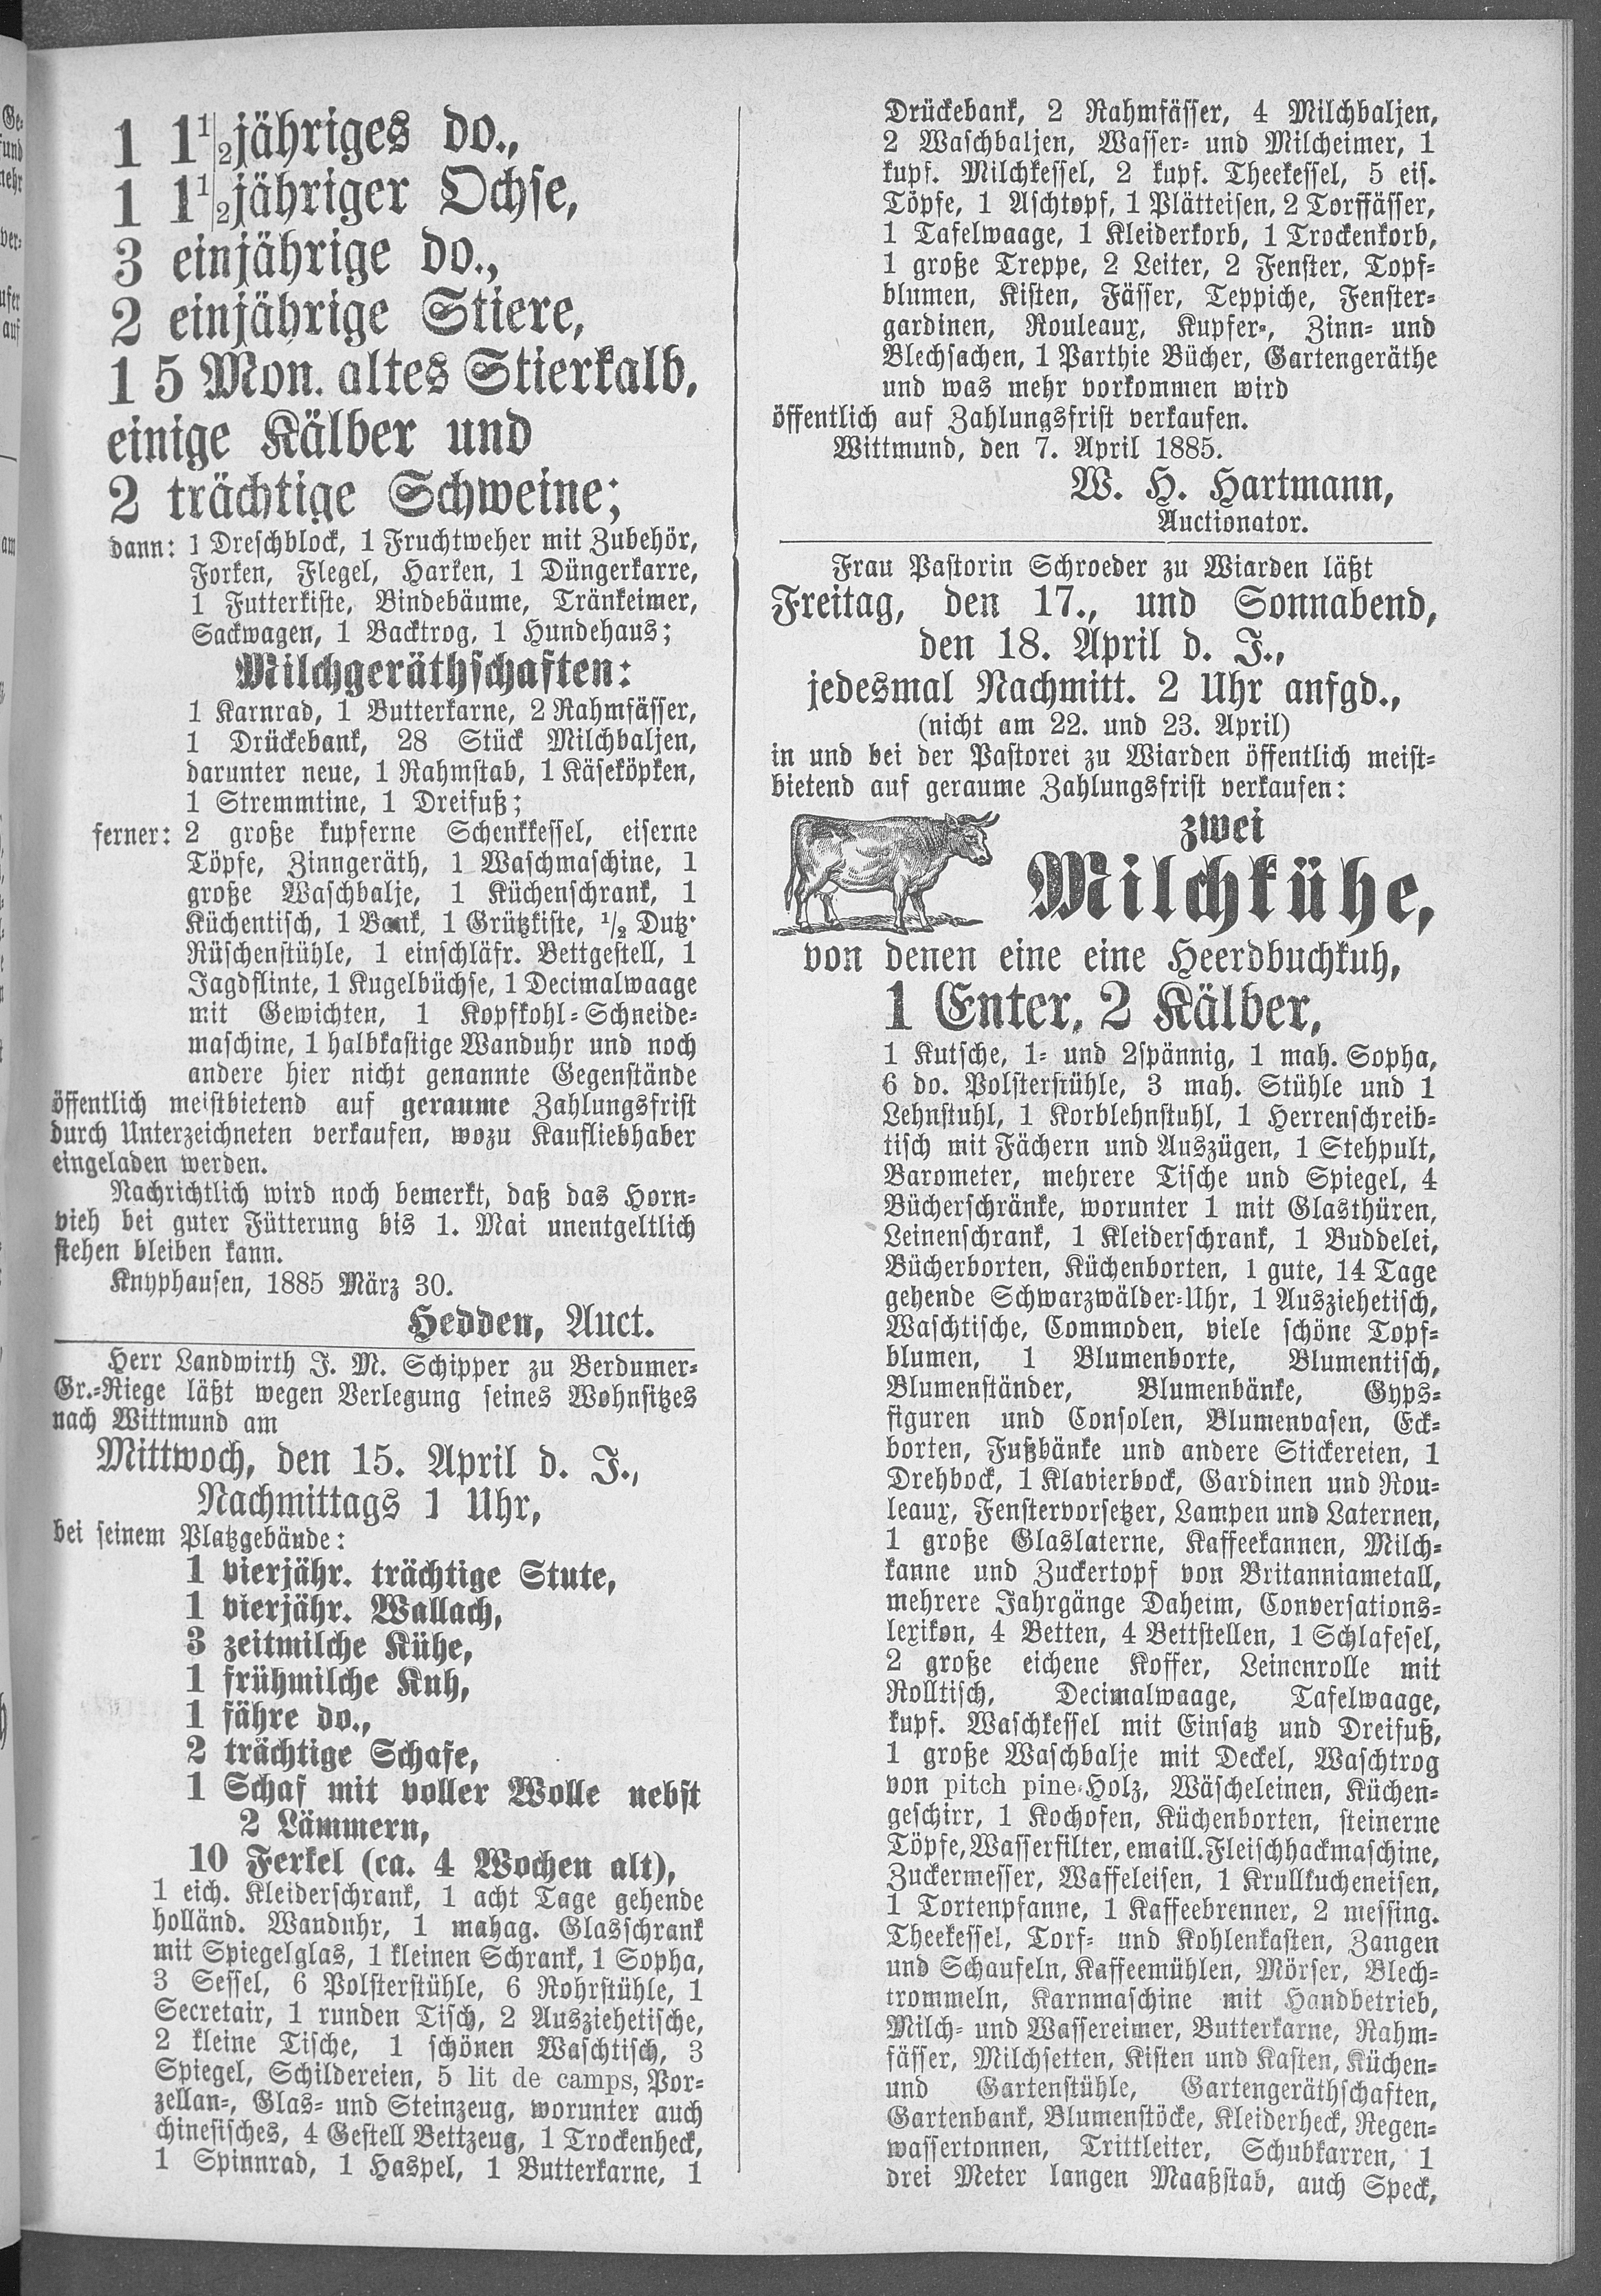 1 1 1/2jähriges do.,
1 1 1/2jähriger Ochse,
3 einjährige do.,
2 einjährige Stiere,
1 5 Mon. altes Stierkalb,
einige Kälber und
2 trächtige Schweine;
dann: 1 Dreschblock, 1 Fruchtweher mit Zubehör,
Forken, Flegel, Harken, 1 Düngerkarre,
1 Futterkiste, Bindebäume, Tränkeimer,
Sackwagen, 1 Backtrog, 1 Hundehaus;
Milchgeräthschaften:
1 Karnrad, 1 Butterkarne, 2 Rahmfässer,
1 Drückebank, 28 Stück Milchbaljen,
darunter neue, 1 Rahmstab, 1 Käseköpken,
1 Stremmtine, 1 Dreifuß;
ferner: 2 große kupferne Schenkkessel, eiserne
Töpfe, Zinngeräth, 1 Waschmaschine, 1
große Waschbalje, 1 Küchenschrank, 1
Küchentisch, 1 Bank, 1 Grützkiste, 1/2 Dutz.
Rüschenstühle, 1 einschläfr. Bettgestell, 1
Jagdflinte, 1 Kugelbüchse, 1 Decimalwaage
mit Gewichten, 1 Kopfkohl-Schneide-
maschine, 1 halbkastige Wanduhr und noch
andere hier nicht genannte Gegenstände
öffentlich meistbietend auf geraume Zahlungsfrist
durch Unterzeichneten verkaufen, wozu Kaufliebhaber
eingeladen werden.
Nachrichtlich wird noch bemerkt, daß das Horn-
vieh bei guter Fütterung bis 1. Mai unentgeltlich
stehen bleiben kann.
Knyphausen, 1885 März 30.
Hedden, Auct.
Herr Landwirth J. M. Schipper zu Berdumer-
Gr.-Riege läßt wegen Verlegung seines Wohnsitzes
nach Wittmund am
Mittwoch, den 15. April d. J.,
Nachmittags 1 Uhr,
bei seinem Platzgebäude:
1 vierjähr. trächtige Stute,
1 vierjähr. Wallach,
3 zeitmilche Kühe,
1 frühmilche Kuh,
1 fähre do.,
2 trächtige Schafe,
1 Schaf mit voller Wolle nebst
2 Lämmern,
10 Ferkel (ca. 4 Wochen alt),
1 eich. Kleiderschrank, 1 acht Tage gehende
holländ. Wanduhr, 1 mahag. Glasschrank
mit Spiegelglas, 1 kleinen Schrank, 1 Sopha,
3 Sessel, 6 Polsterstühle, 6 Rohrstühle, 1
Secretair, 1 runden Tisch, 2 Ausziehetische,
2 kleine Tische, 1 schönen Waschtisch, 3
Spiegel, Schildereien, 5 lit de camps, Por-
zellan-, Glas- und Steinzeug, worunter auch
chinesisches, 4 Gestell Bettzeug, 1 Trockenheck,
1 Spinnrad, 1 Haspel, 1 Butterkarne, 1
Drückebank, 2 Rahmfässer, 4 Milchbaljen,
2 Waschbaljen, Wasser- und Milcheimer, 1
kupf. Milchkessel, 2 kupf. Theekessel, 5 eis.
Töpfe, 1 Aschtopf, 1 Plätteisen, 2 Torffässer,
1 Tafelwaage, 1 Kleiderkorb, 1 Trockenkorb,
1 große Treppe, 2 Leiter, 2 Fenster, Topf-
blumen, Kisten, Fässer, Teppiche, Fenster-
gardinen, Rouleaux, Kupfer-, Zinn- und
Blechsachen, 1 Parthie Bücher, Gartengeräthe
und was mehr vorkommen wird
öffentlich auf Zahlungsfrist verkaufen.
Wittmund, den 7. April 1885.
W. H. Hartmann,
Auctionator.
Frau Pastorin Schroeder zu Wiarden läßt
Freitag, den 17., und Sonnabend,
den 18. April d. J.,
jedesmal Nachmitt. 2 Uhr anfgd.,
(nicht am 22. und 23. April)
in und bei der Pastorei zu Wiarden öffentlich meist-
bietend auf geraume Zahlungsfrist verkaufen:
zwei
Milchkühe,
von denen eine eine Heerdbuchkuh,
1 Enter, 2 Kälber,
1 Kutsche, 1- und 2spännig, 1 mah. Sopha,
6 do. Polsterstühle, 3 mah. Stühle und 1
Lehnstuhl, 1 Korblehnstuhl, 1 Herrenschreib-
tisch mit Fächern und Auszügen, 1 Stehpult,
Barometer, mehrere Tische und Spiegel, 4
Bücherschränke, worunter 1 mit Glasthüren,
Leinenschrank, 1 Kleiderschrank, 1 Buddelei,
Bücherborten, Küchenborten, 1 gute, 14 Tage
gehende Schwarzwälder-Uhr, 1 Ausziehetisch,
Waschtische, Commoden, viele schöne Topf-
blumen, 1 Blumenborte, Blumentisch,
Blumenständer, Blumenbänke, Gyps-
figuren und Consolen, Blumenvasen, Eck-
borten, Fußbänke und andere Stickereien, 1
Drehbock, 1 Klavierbock, Gardinen und Rou-
leaux, Fenstervorsetzer, Lampen und Laternen,
1 große Glaslaterne, Kaffeekannen, Milch-
kanne und Zuckertopf von Britanniametall,
mehrere Jahrgänge Daheim, Conversations-
lexikon, 4 Betten, 4 Bettstellen, 1 Schlafesel,
2 große eichene Koffer, Leinenrolle mit
Rolltisch, Decimalwaage, Tafelwaage,
kupf. Waschkessel mit Einsatz und Dreifuß,
1 große Waschbalje mit Deckel, Waschtrog
von pitch pine-Holz, Wäscheleinen, Küchen-
geschirr, 1 Kochofen, Küchenborten, steinerne
Töpfe, Wasserfilter, emaill. Fleischhackmaschine,
Zuckermesser, Waffeleisen, 1 Krullkucheneisen,
1 Tortenpfanne, 1 Kaffeebrenner, 2 messing.
Theekessel, Torf- und Kohlenkasten, Zangen
und Schaufeln, Kaffeemühlen, Mörser, Blech-
trommeln, Karnmaschine mit Handbetrieb,
Milch- und Wassereimer, Butterkarne, Rahm-
fässer, Milchsetten, Kisten und Kasten, Küchen-
und Gartenstühle, Gartengeräthschaften,
Gartenbank, Blumenstöcke, Kleiderheck, Regen-
wassertonnen, Trittleiter, Schubkarren, 1
drei Meter langen Maaßstab, auch Speck,